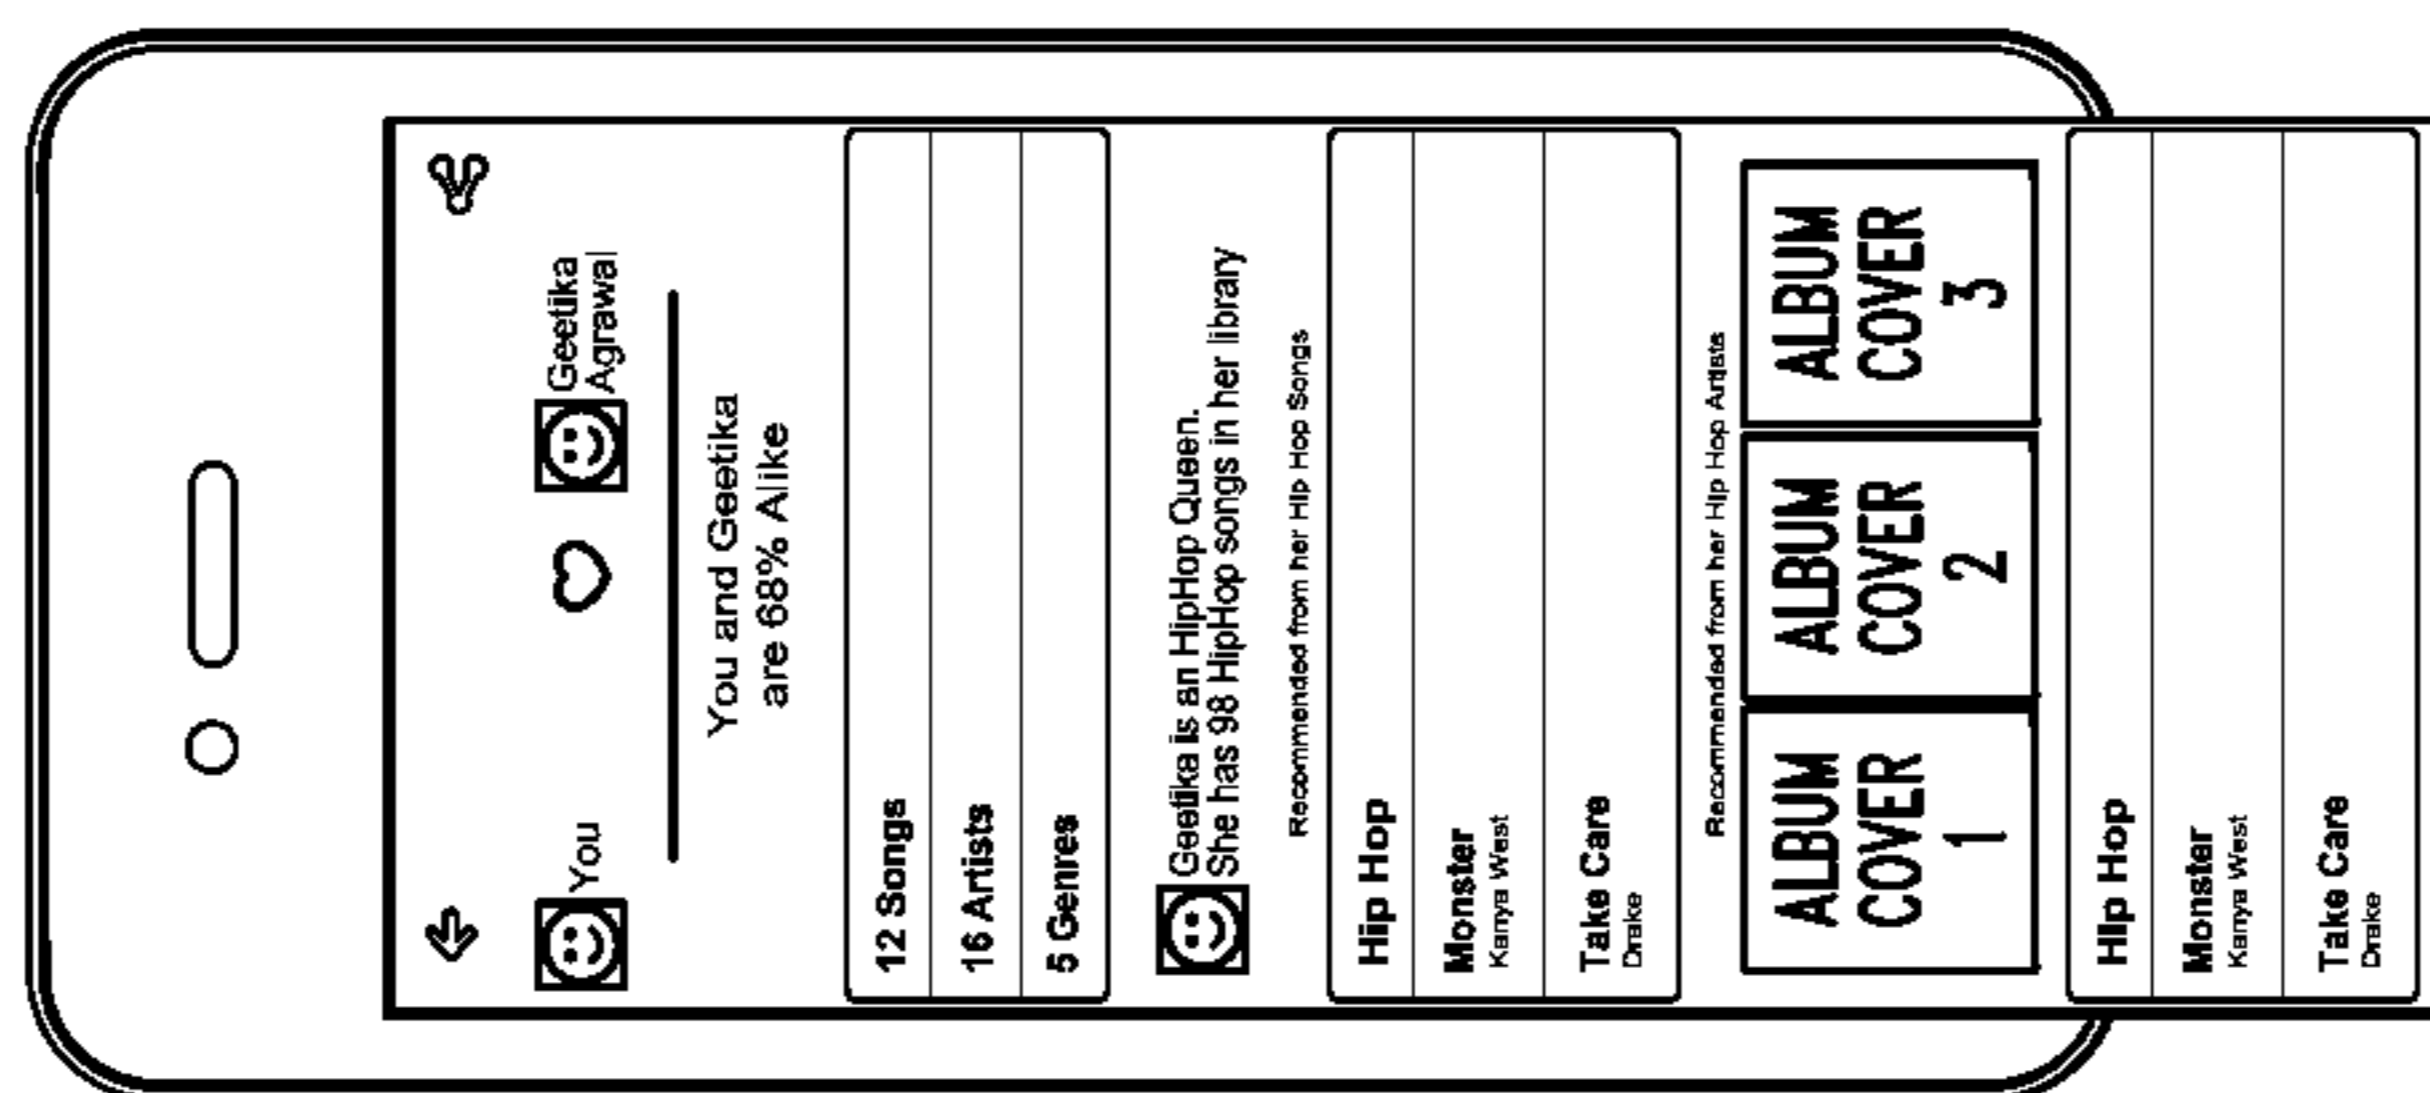 You
Geetika
Agrawal
You and Geetika
are 68% Alike
12 Songs
16 Artists
5 Genres
Geetika is an HipHop Queen.
She has 98 HipHop songs in her library
Recommended from her Hip Hop Songs
Hip Hop
Monster
Kanya West
Take Care
Drake
Recommended from her Hip Hop Artists
ALBUM
COVER
1
ALBUM
COVER
2
ALBUM
COVER
3
Hip Hop
Monster
Kanya West
Take Care
Drake